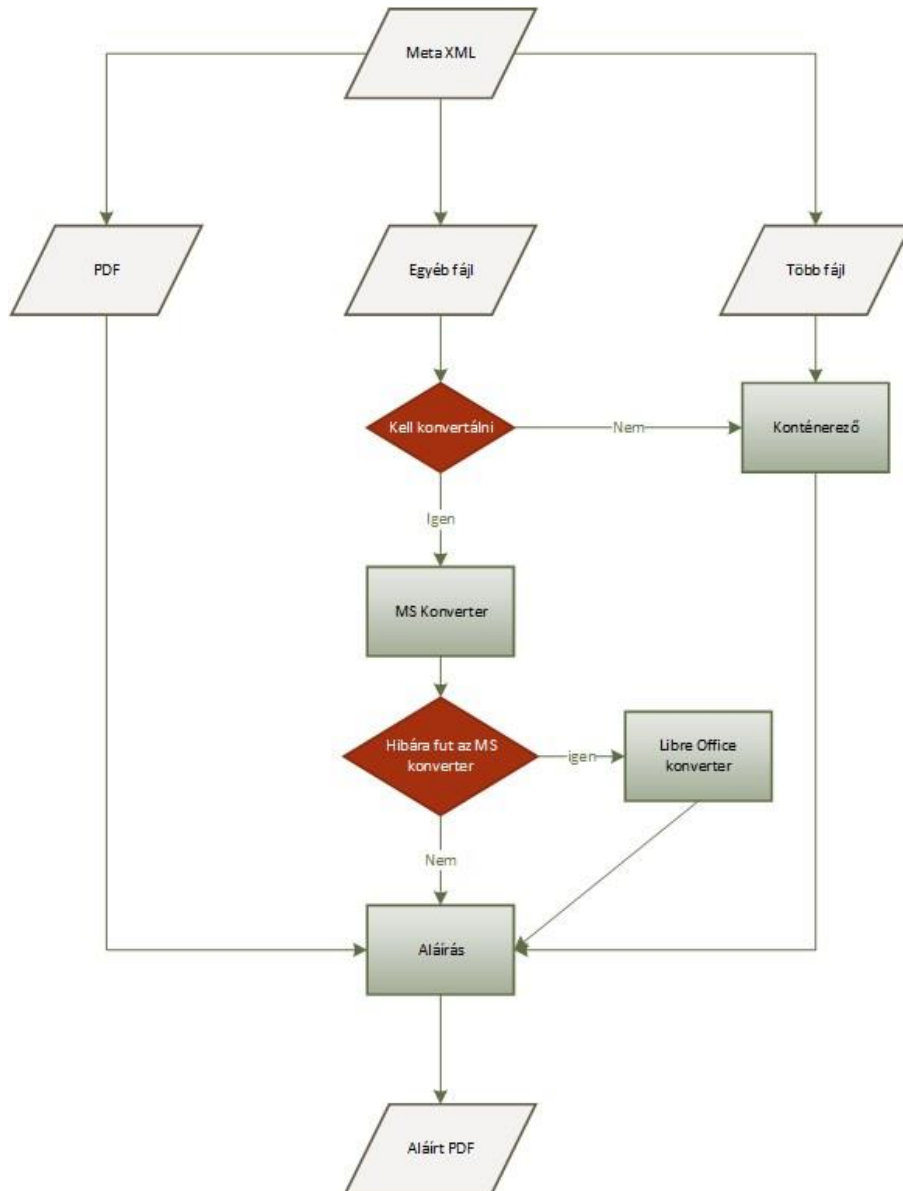 Meta XML
PDF
Egyéb fájl
Több fájl
Kell konvertálni
Nem
Konténerező
Igen
MS Konverter
Hibára fut az MS
konverter
igen
Libre Office
konverter
Nem
Aláírás
Aláírt PDF